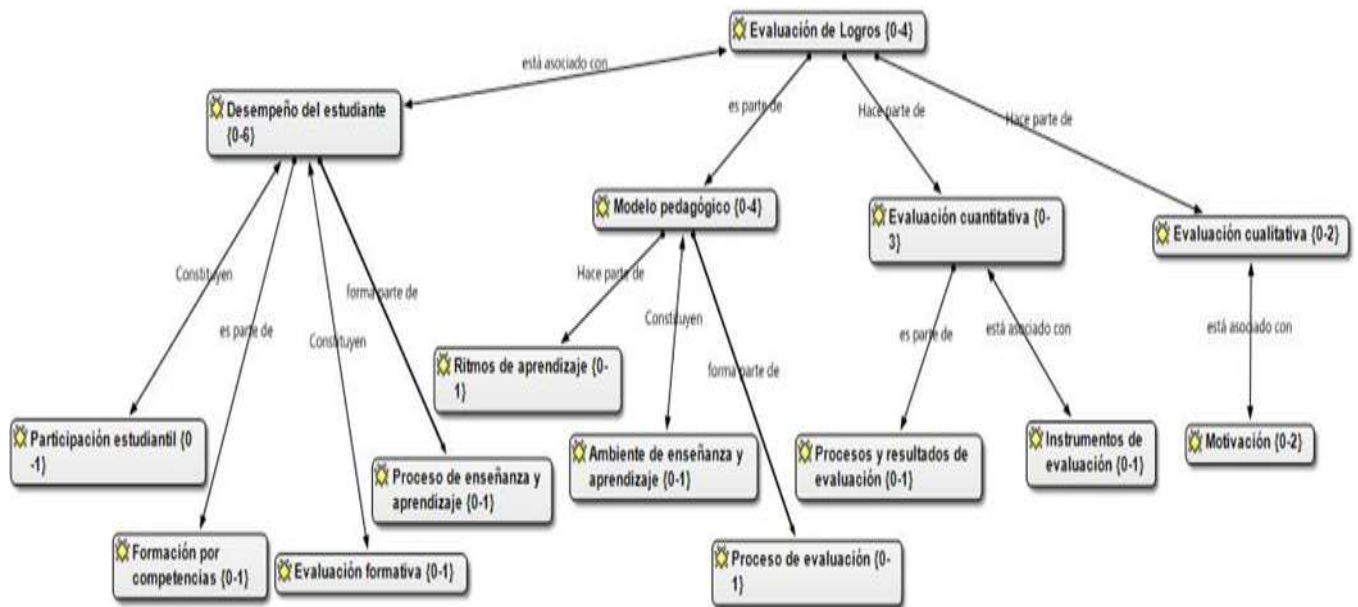 Evaluación de Logros {0-4}
está asociado con
Desempeño del estudiante
{0-6}
es parte de
Hace parte de
Hace parte de
Modelo pedagógico {0-4}
Evaluación cuantitativa {0-
3}
Evaluación cualitativa {0-2}
Constituyen
es parte de
Constituyen
forma parte de
Hace parte de
Constituyen
forma parte de
es parte de
está asociado con
está asociado con
Ritmos de aprendizaje {0-
1}
Participación estudiantil {0
-1}
Proceso de enseñanza y
aprendizaje {0-1}
Ambiente de enseñanza y
aprendizaje {0-1}
Procesos y resultados de
evaluación {0-1}
Instrumentos de
evaluación {0-1}
Motivación {0-2}
Formación por
competencias {0-1}
Evaluación formativa {0-1}
Proceso de evaluación {0-
1}